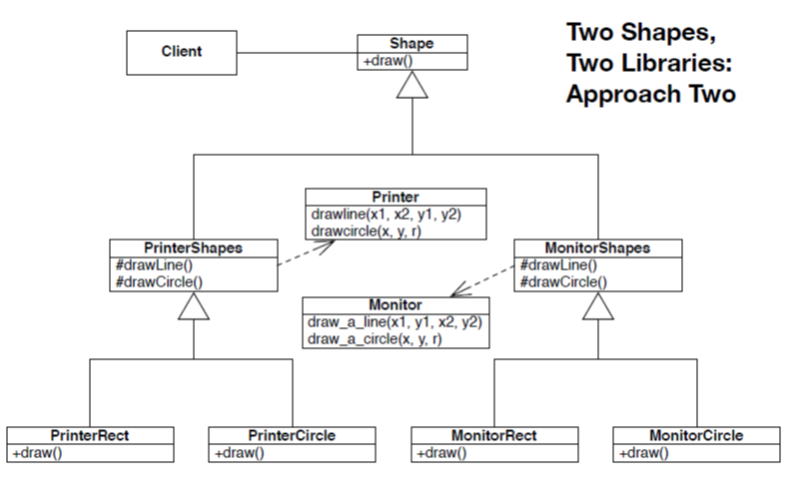 Two Shapes,
Two Libraries:
Approach Two
Client
Shape
+draw()
Printer
drawline(x1, x2, y1, y2)
drawcircle(x, y, r)
PrinterShapes
#drawLine()
#drawCircle()
MonitorShapes
#drawLine()
#drawCircle()
Monitor
draw_a_line(x1, y1, x2, y2)
draw_a_circle(x, y, r)
PrinterRect
+draw()
PrinterCircle
+draw()
MonitorRect
+draw()
MonitorCircle
+draw()